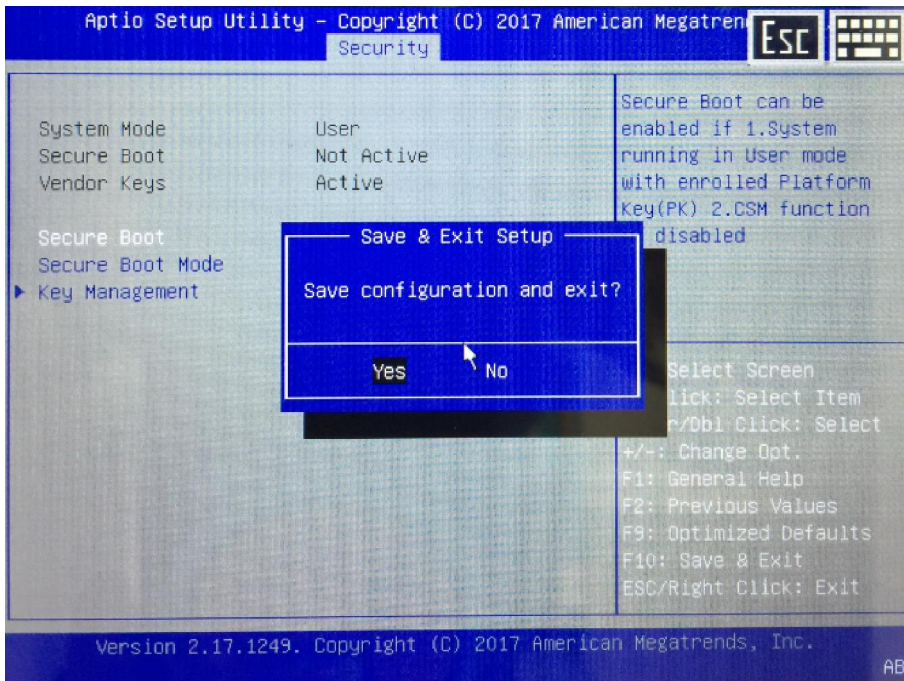 Aptio Setup Utility – Copyright (C) 2017 American Megatren
Esc
Security
System Mode User
Secure Boot Not Active
Vendor Keys Active
Secure Boot
Secure Boot Mode
Key Management
Secure Boot can be
enabled if 1.System
running in User mode
with enrolled Platform
Key(PK) 2.CSM function
disabled
Save & Exit Setup
Save configuration and exit?
Yes No
Select Screen
lick: Select Item
r/Dbl Click: Select
+/-: Change Opt.
F1: General Help
F2: Previous Values
F9: Optimized Defaults
F10: Save & Exit
ESC/Right Click: Exit
Version 2.17.1249. Copyright (C) 2017 American Megatrends, Inc.
AB